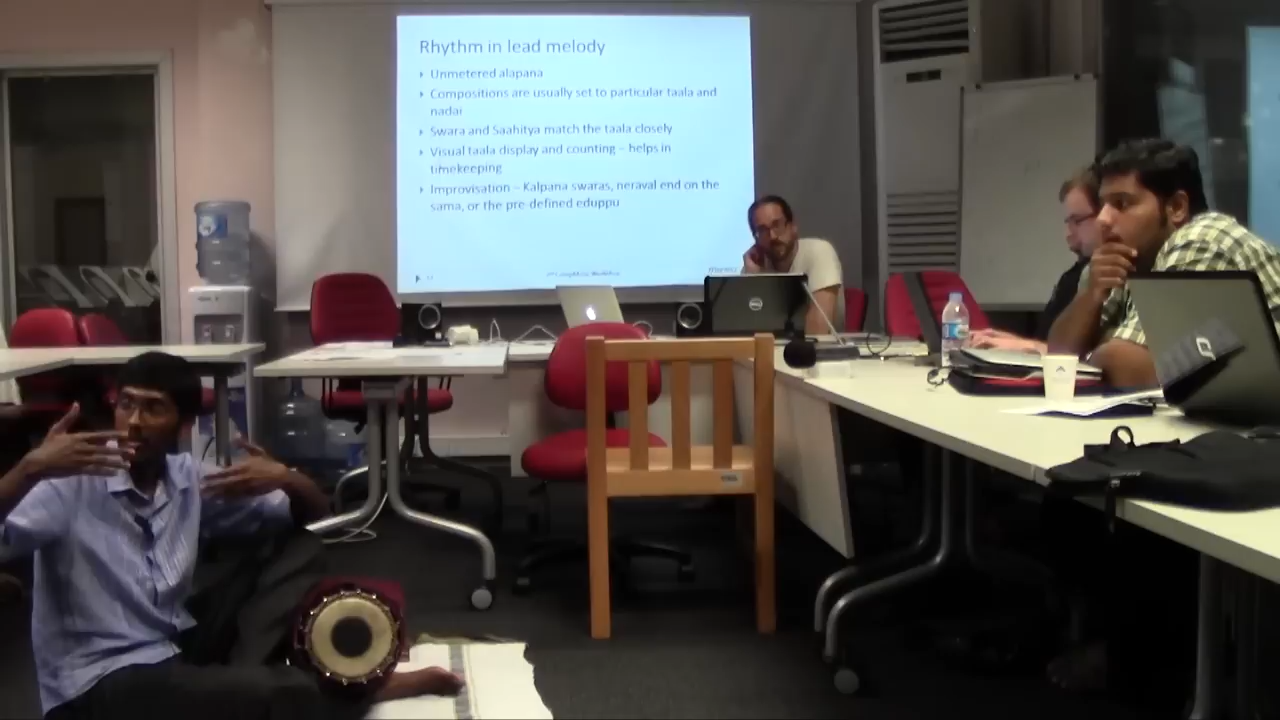 Rhythm in lead melody
Unmetered alapana
Compositions are usually set to particular taala and
nadai
Swara and Saahitya match the taala closely
Visual taala display and counting – helps in
timekeeping
Improvisation – Kalpana swaras, neraval end on the
sama, or the pre-defined eduppu
DELL